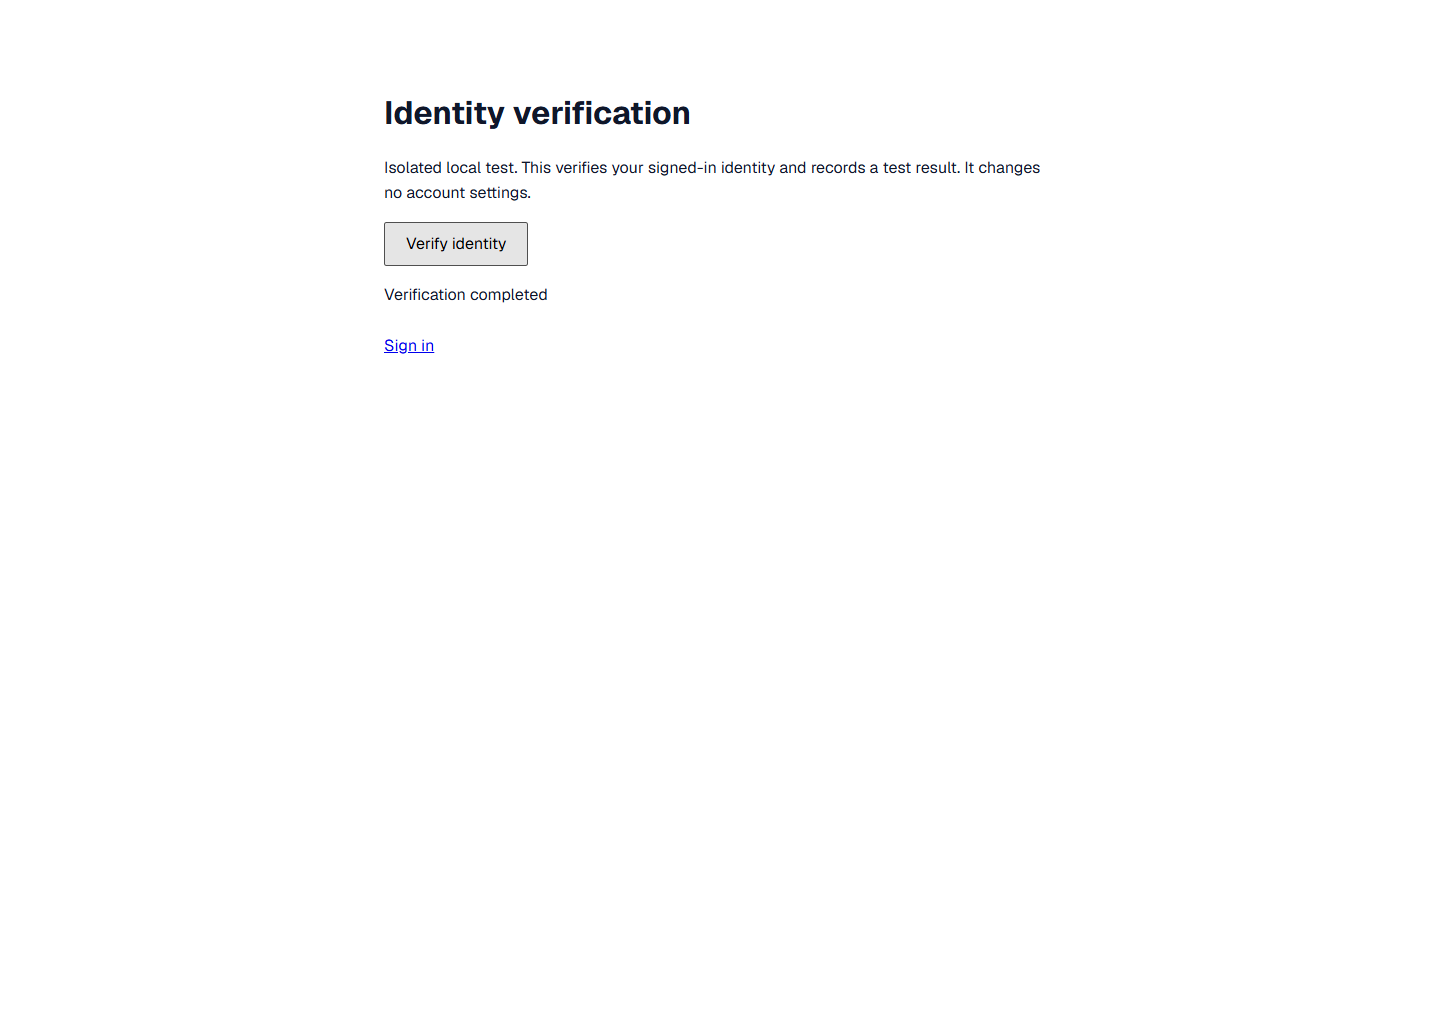 Identity verification
Isolated local test. This verifies your signed-in identity and records a test result. It changes
no account settings.
Verify identity
Verification completed
Sign in